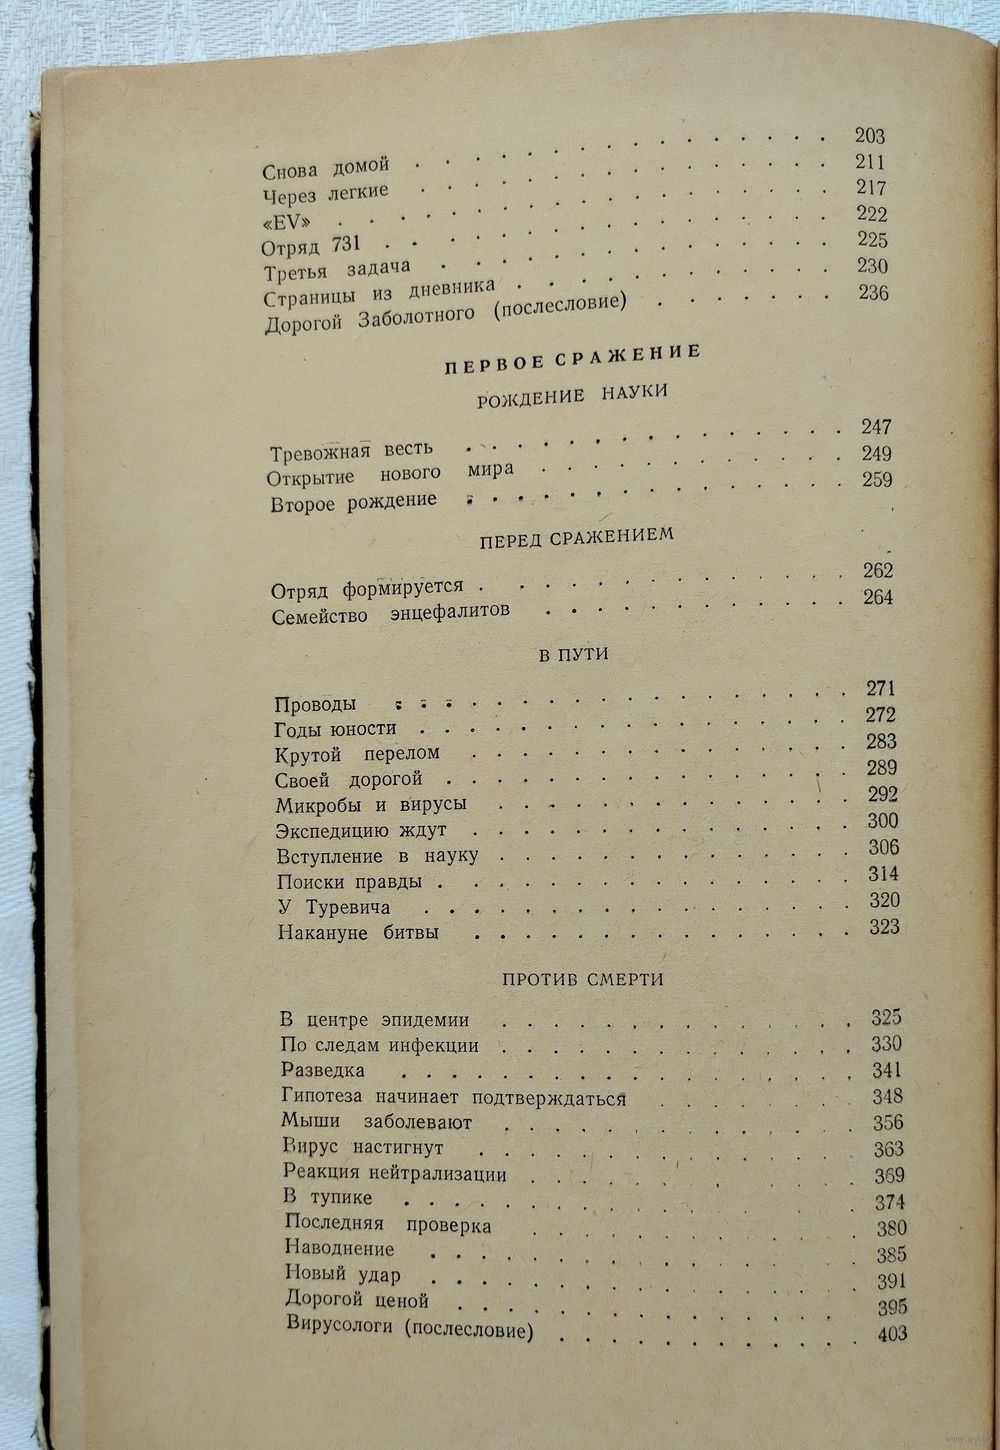 Снова домой . . . . . . . . . . . . . . 203
Через легкие . . . . . . . . . . . . . . 211
«EV» . . . . . . . . . . . . . . . . 217
Отряд 731 . . . . . . . . . . . . . . . 222
Третья задача . . . . . . . . . . . . . 225
Страницы из дневника . . . . . . . . . . . 230
Дорогой Заболотного (послесловие) . . . . . . . 236
ПЕРВОЕ СРАЖЕНИЕ
РОЖДЕНИЕ НАУКИ
Тревожная весть . . . . . . . . . . . . . . . 247
Открытие нового мира . . . . . . . . . . . . 249
Второе рождение . . . . . . . . . . . . . . . 259
ПЕРЕД СРАЖЕНИЕМ
Отряд формируется . . . . . . . . . . . . . . 262
Семейство энцефалитов . . . . . . . . . . . . 264
В ПУТИ
Проводы . . . . . . . . . . . . . . . . . . 271
Годы юности . . . . . . . . . . . . . . . . . 272
Крутой перелом . . . . . . . . . . . . . . . 283
Своей дорогой . . . . . . . . . . . . . . . . 289
Микробы и вирусы . . . . . . . . . . . . . . 292
Экспедицию ждут . . . . . . . . . . . . . . . 300
Вступление в науку . . . . . . . . . . . . . . 306
Поиски правды . . . . . . . . . . . . . . . . 314
У Туревича . . . . . . . . . . . . . . . . . 320
Накануне битвы . . . . . . . . . . . . . . . 323
ПРОТИВ СМЕРТИ
В центре эпидемии . . . . . . . . . . . . . . 325
По следам инфекции . . . . . . . . . . . . . . 330
Разведка . . . . . . . . . . . . . . . . . . 341
Гипотеза начинает подтверждаться . . . . . . . . 348
Мыши заболевают . . . . . . . . . . . . . . 356
Вирус настигнут . . . . . . . . . . . . . . . 363
Реакция нейтрализации . . . . . . . . . . . . . 369
В тупике . . . . . . . . . . . . . . . . . . 374
Последняя проверка . . . . . . . . . . . . . 380
Наводнение . . . . . . . . . . . . . . . . . 385
Новый удар . . . . . . . . . . . . . . . . . 391
Дорогой ценой . . . . . . . . . . . . . . . 395
Вирусологи (послесловие) . . . . . . . . . . . . 403